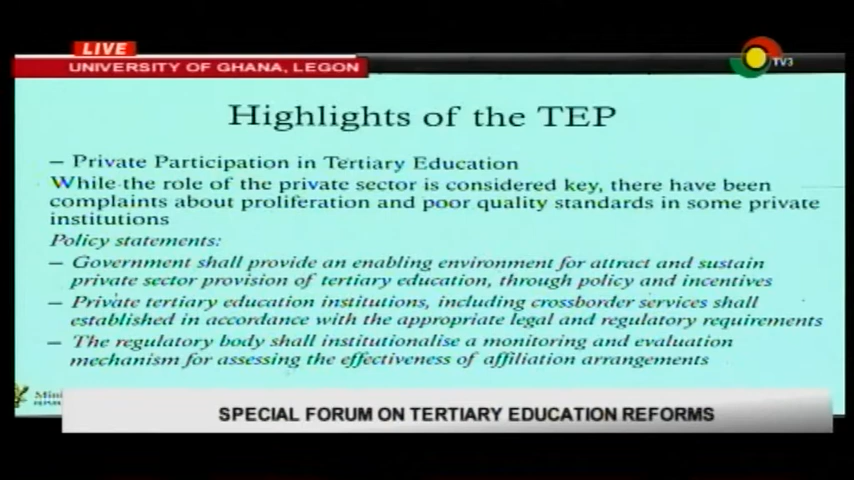 LIVE
UNIVERSITY OF GHANA, LEGON
TV3
Highlights of the TEP
– Private Participation in Tertiary Education
While the role of the private sector is considered key, there have been
complaints about proliferation and poor quality standards in some private
institutions
Policy statements:
– Government shall provide an enabling environment for attract and sustain
private sector provision of tertiary education, through policy and incentives
– Private tertiary education institutions, including crossborder services shall
established in accordance with the appropriate legal and regulatory requirements
– The regulatory body shall institutionalise a monitoring and evaluation
mechanism for assessing the effectiveness of affiliation arrangements
SPECIAL FORUM ON TERTIARY EDUCATION REFORMS